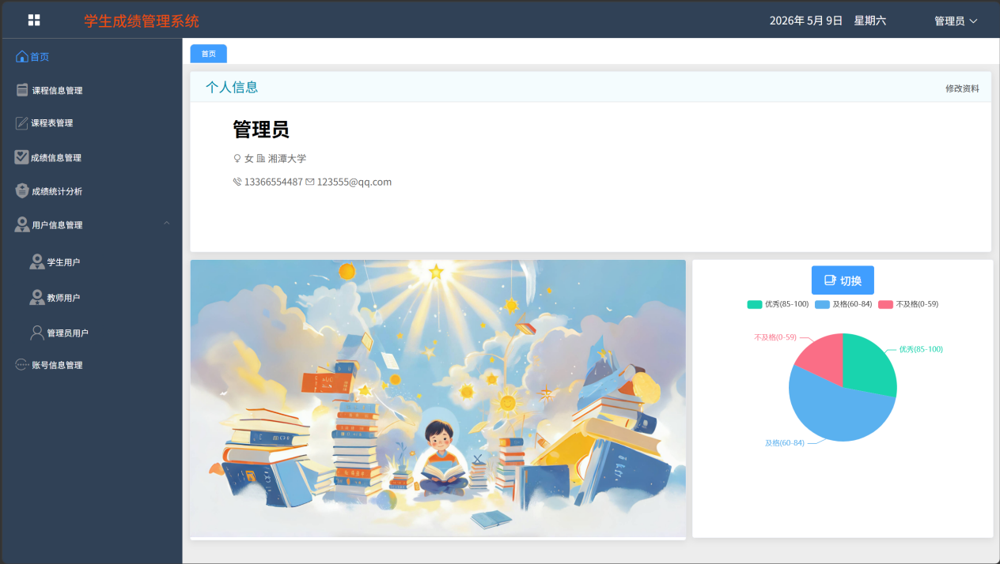 学生成绩管理系统
2026年 5月 9日 星期六
管理员
首页
课程信息管理
课程表管理
成绩信息管理
成绩统计分析
用户信息管理
学生用户
教师用户
管理员用户
账号信息管理
首页
个人信息
修改资料
管理员
女 湘潭大学
13366554487 123555@qq.com
切换
优秀(85-100) 及格(60-84) 不及格(0-59)
不及格(0-59)
优秀(85-100)
及格(60-84)